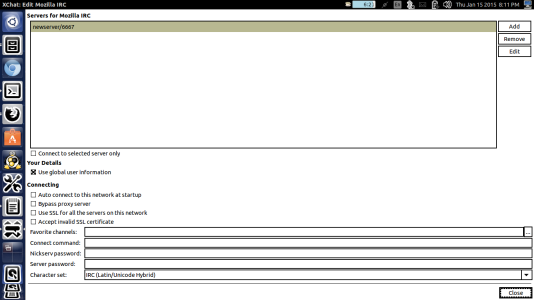 XChat: Edit Mozilla IRC
Thu Jan 15 2015 8:11 PM
Servers for Mozilla IRC
newserver/6667
Add
Remove
Edit
Connect to selected server only
Your Details
Use global user information
Connecting
Auto connect to this network at startup
Bypass proxy server
Use SSL for all the servers on this network
Accept invalid SSL certificate
Favorite channels:
...
Connect command:
Nickserv password:
Server password:
Character set:
IRC (Latin/Unicode Hybrid)
Close